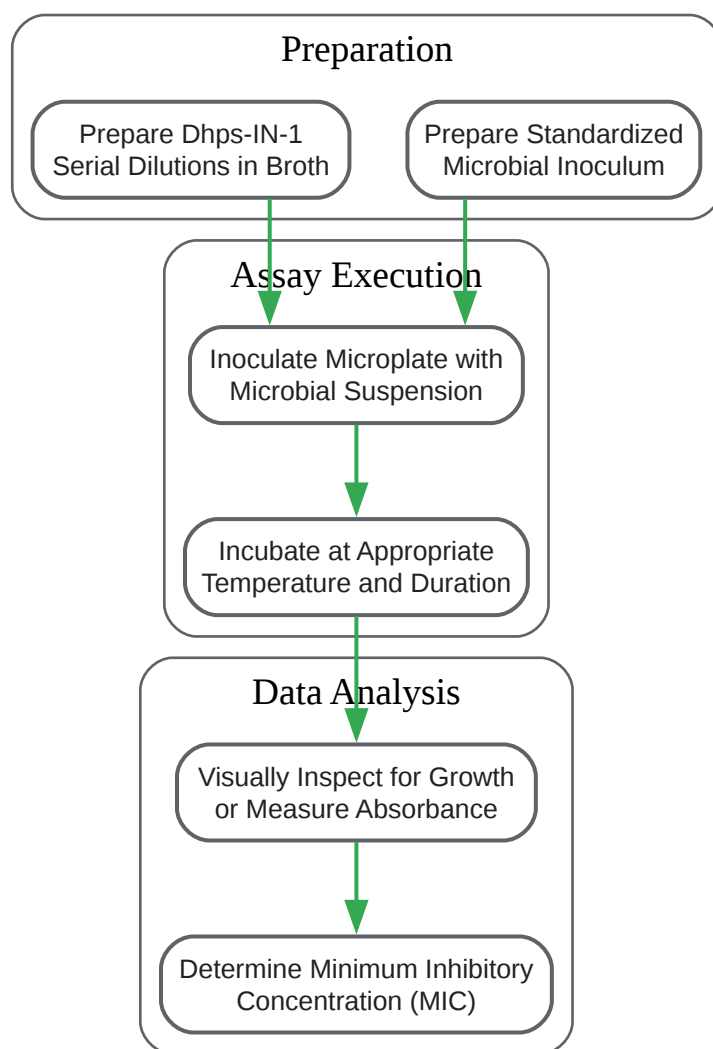 Preparation
Prepare Dhps-IN-1
Serial Dilutions in Broth
Prepare Standardized
Microbial Inoculum
Assay Execution
Inoculate Microplate with
Microbial Suspension
Incubate at Appropriate
Temperature and Duration
Data Analysis
Visually Inspect for Growth
or Measure Absorbance
Determine Minimum Inhibitory
Concentration (MIC)